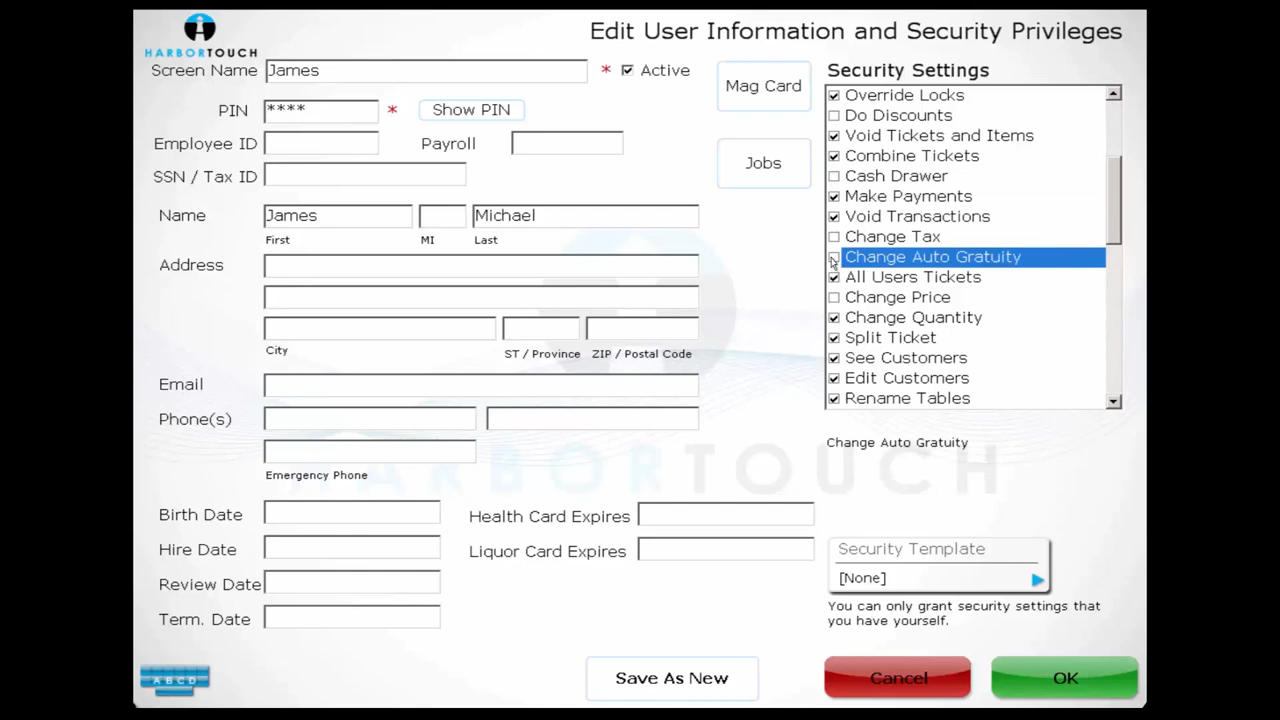 HARBORTOUCH
Edit User Information and Security Privileges
Screen Name James * Active
PIN **** * Show PIN
Employee ID Payroll
SSN / Tax ID
Mag Card
Jobs
Name James Michael
First MI Last
Address
City ST / Province ZIP / Postal Code
Email
Phone(s)
Emergency Phone
Birth Date
Hire Date
Review Date
Term. Date
Health Card Expires
Liquor Card Expires
Security Settings
Override Locks
Do Discounts
Void Tickets and Items
Combine Tickets
Cash Drawer
Make Payments
Void Transactions
Change Tax
Change Auto Gratuity
All Users Tickets
Change Price
Change Quantity
Split Ticket
See Customers
Edit Customers
Rename Tables
Change Auto Gratuity
HARBORTOUCH
Security Template
[None]
You can only grant security settings that
you have yourself.
ABCD
Save As New
Cancel
OK